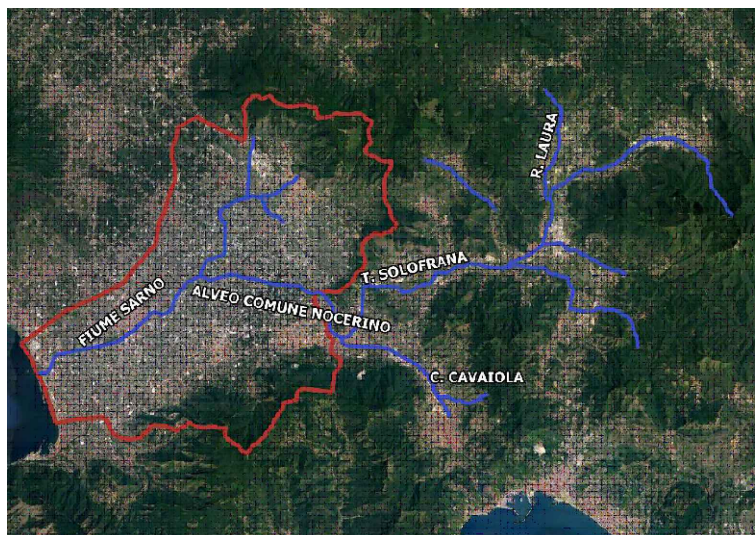 R. LAURA
T. SOLOFRANA
FIUME SARNO
ALVEO COMUNE NOCERINO
C. CAVAIOLA